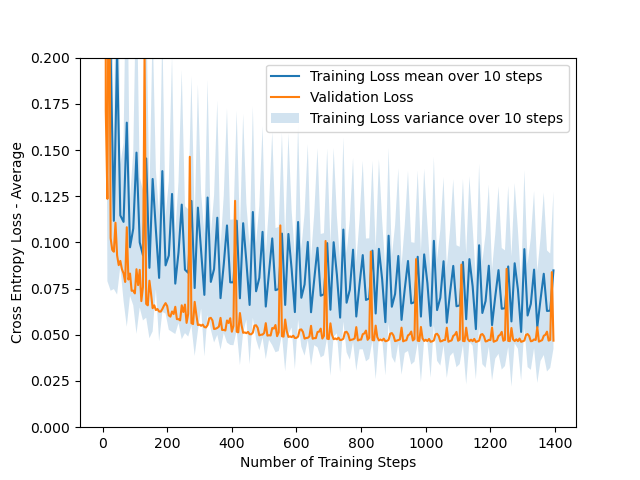 0.200
0.175
0.150
0.125
0.100
0.075
0.050
0.025
0.000
Cross Entropy Loss - Average
Training Loss mean over 10 steps
Validation Loss
Training Loss variance over 10 steps
0 200 400 600 800 1000 1200 1400
Number of Training Steps